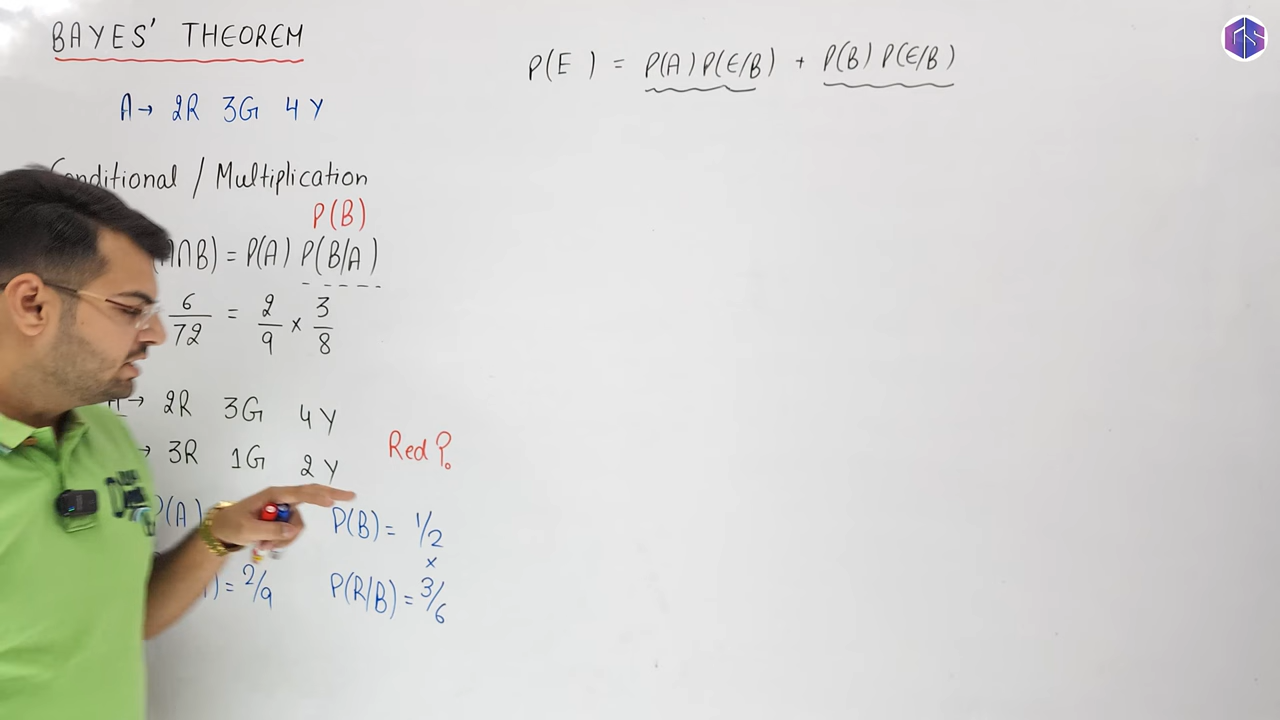 BAYES' THEOREM
A→ 2R 3G 4Y
Conditional / Multiplication
P(B)
∩B) = P(A) P(B/A)
6/72 = 2/9 × 3/8
→ 2R 3G 4Y
→ 3R 1G 2Y
Red P.
P(A) P(B) = 1/2
×
) = 2/9 P(R/B) = 3/6
P(E ) = P(A) P(E/B) + P(B) P(E/B)